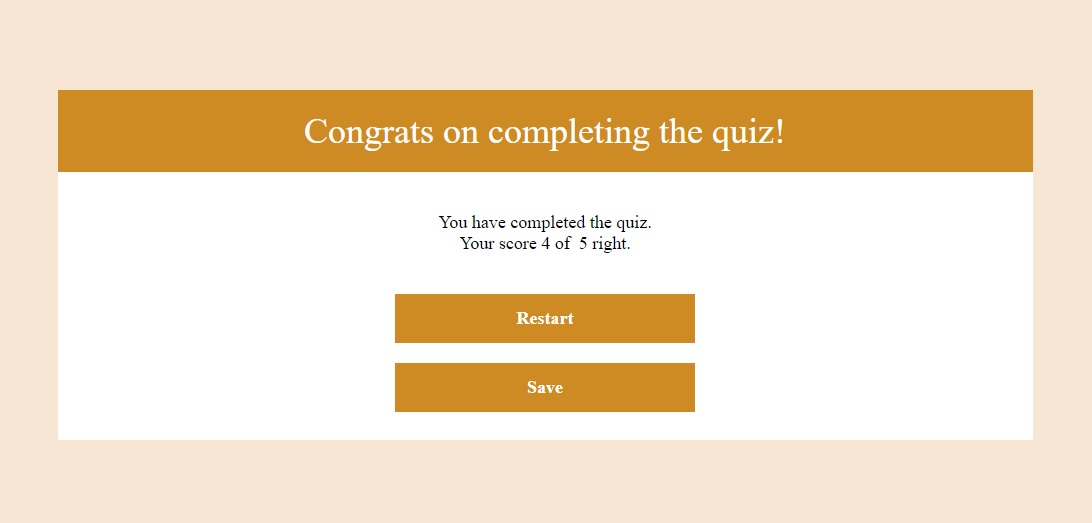 Congrats on completing the quiz!
You have completed the quiz.
Your score 4 of  5 right.
Restart
Save